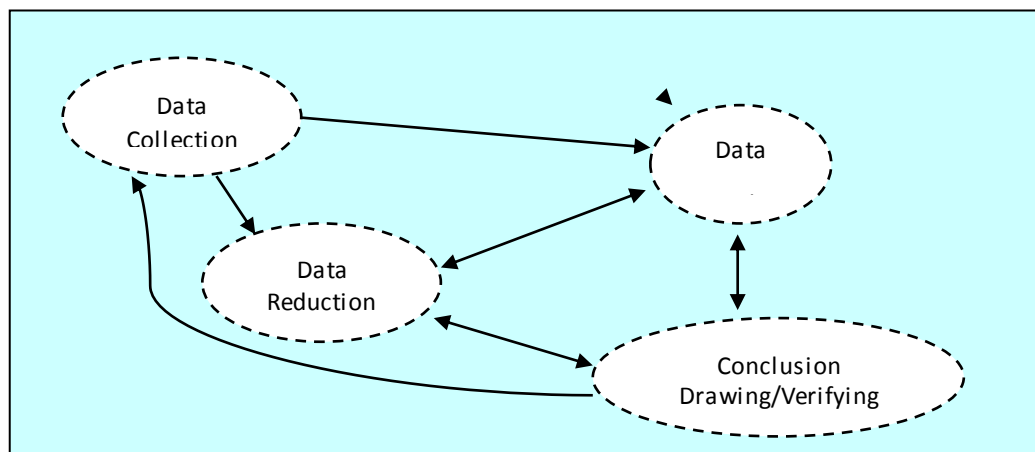 Data
Collection
Data
Data
Reduction
Conclusion
Drawing/Verifying